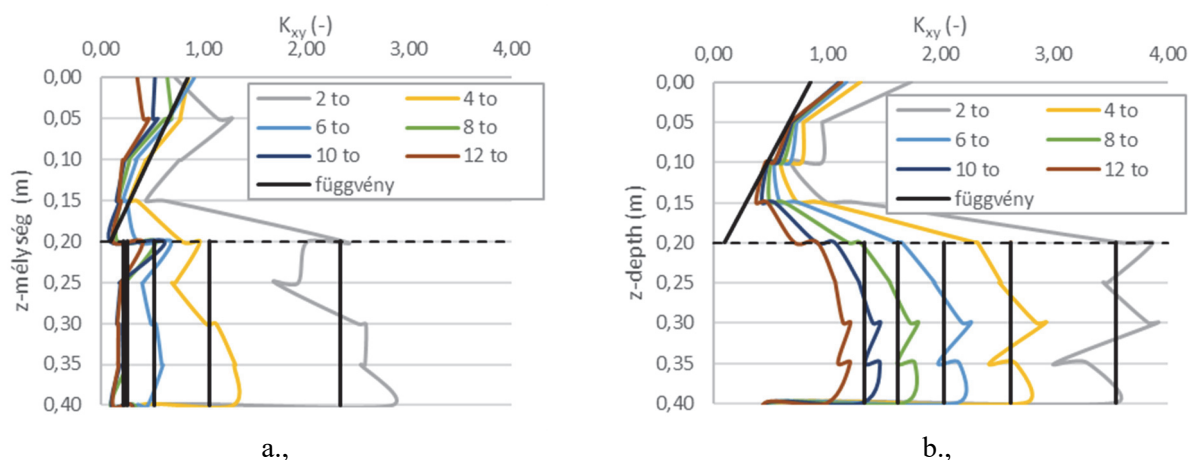 Kxy (-)
0,00 1,00 2,00 3,00 4,00
0,00
0,05
0,10
0,15
0,20
0,25
0,30
0,35
0,40
z-mélység (m)
2 to 4 to
6 to 8 to
10 to 12 to
függvény
a.,
Kxy (-)
0,00 1,00 2,00 3,00 4,00
0,00
0,05
0,10
0,15
0,20
0,25
0,30
0,35
0,40
z-depth (m)
2 to 4 to
6 to 8 to
10 to 12 to
függvény
b.,